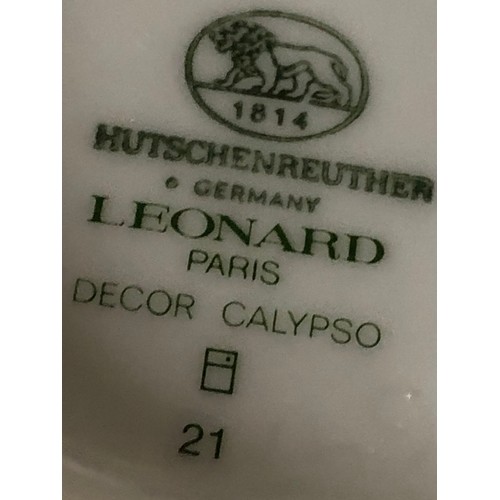 1814
HUTSCHENREUTHER
GERMANY
LEONARD
PARIS
DECOR CALYPSO
21